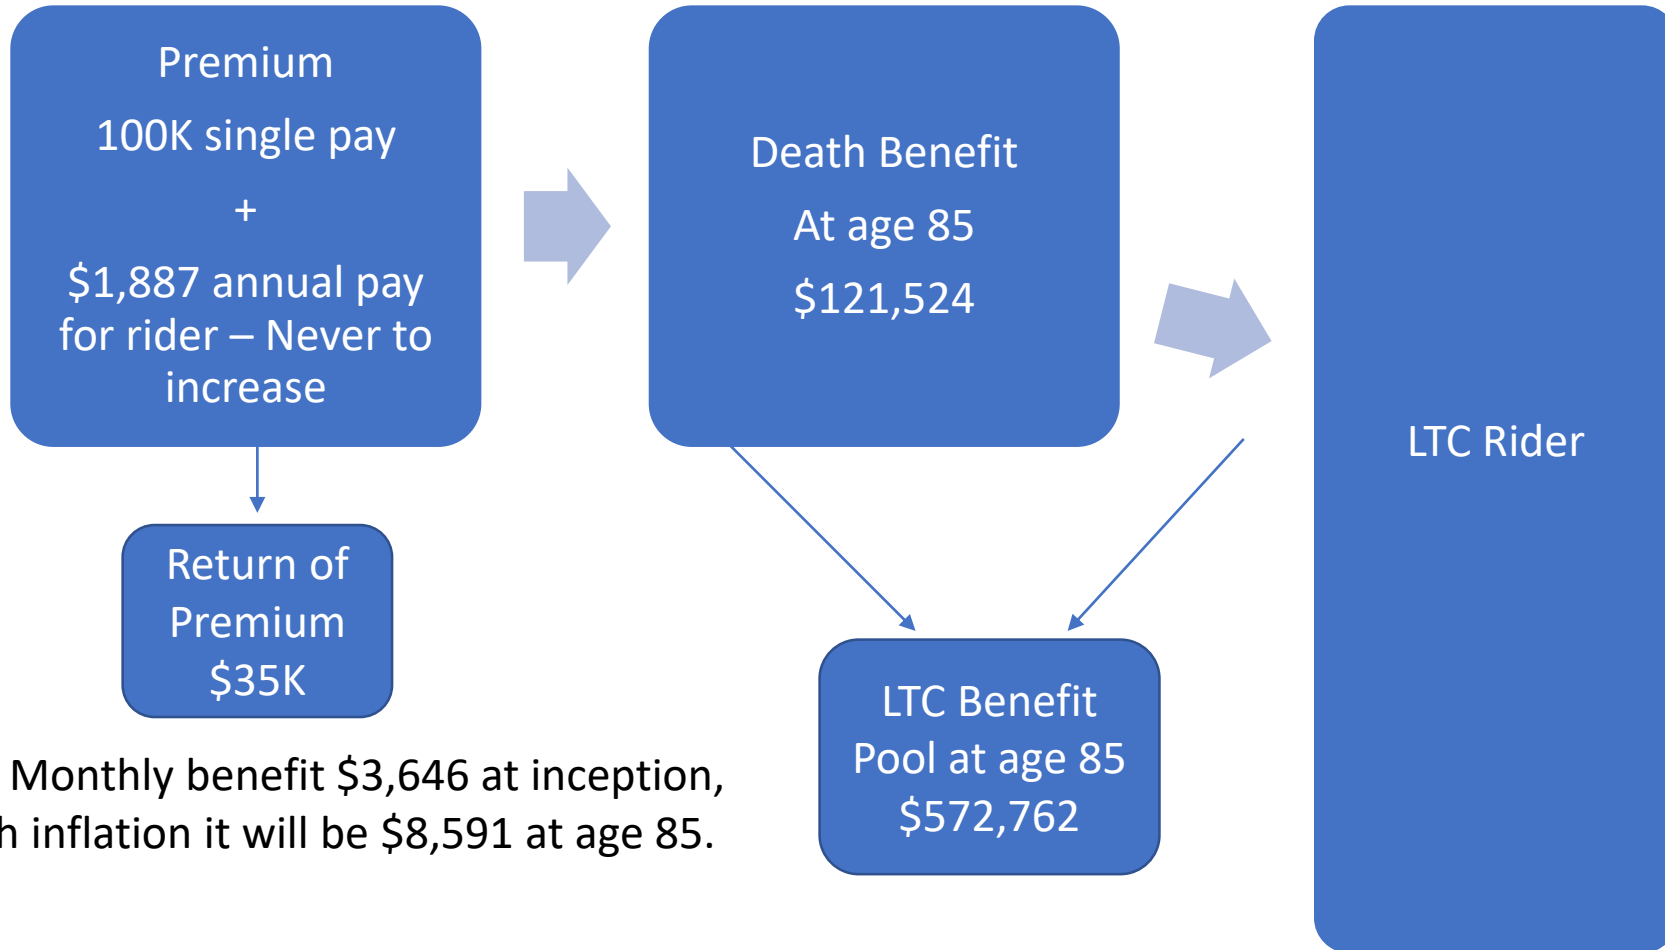 Premium
100K single pay
+
$1,887 annual pay
for rider – Never to
increase
Death Benefit
At age 85
$121,524
LTC Rider
Return of
Premium
$35K
LTC Benefit
Pool at age 85
$572,762
Monthly benefit $3,646 at inception,
inflation it will be $8,591 at age 85.